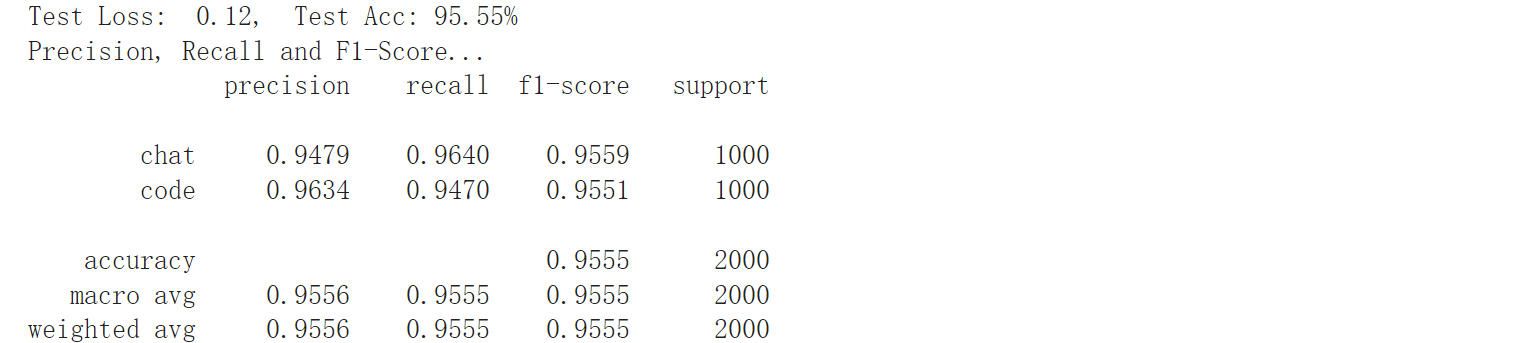 Test Loss:  0.12,  Test Acc: 95.55%
Precision, Recall and F1-Score...
              precision    recall  f1-score   support

        chat     0.9479    0.9640    0.9559      1000
        code     0.9634    0.9470    0.9551      1000

    accuracy                         0.9555      2000
   macro avg     0.9556    0.9555    0.9555      2000
weighted avg     0.9556    0.9555    0.9555      2000